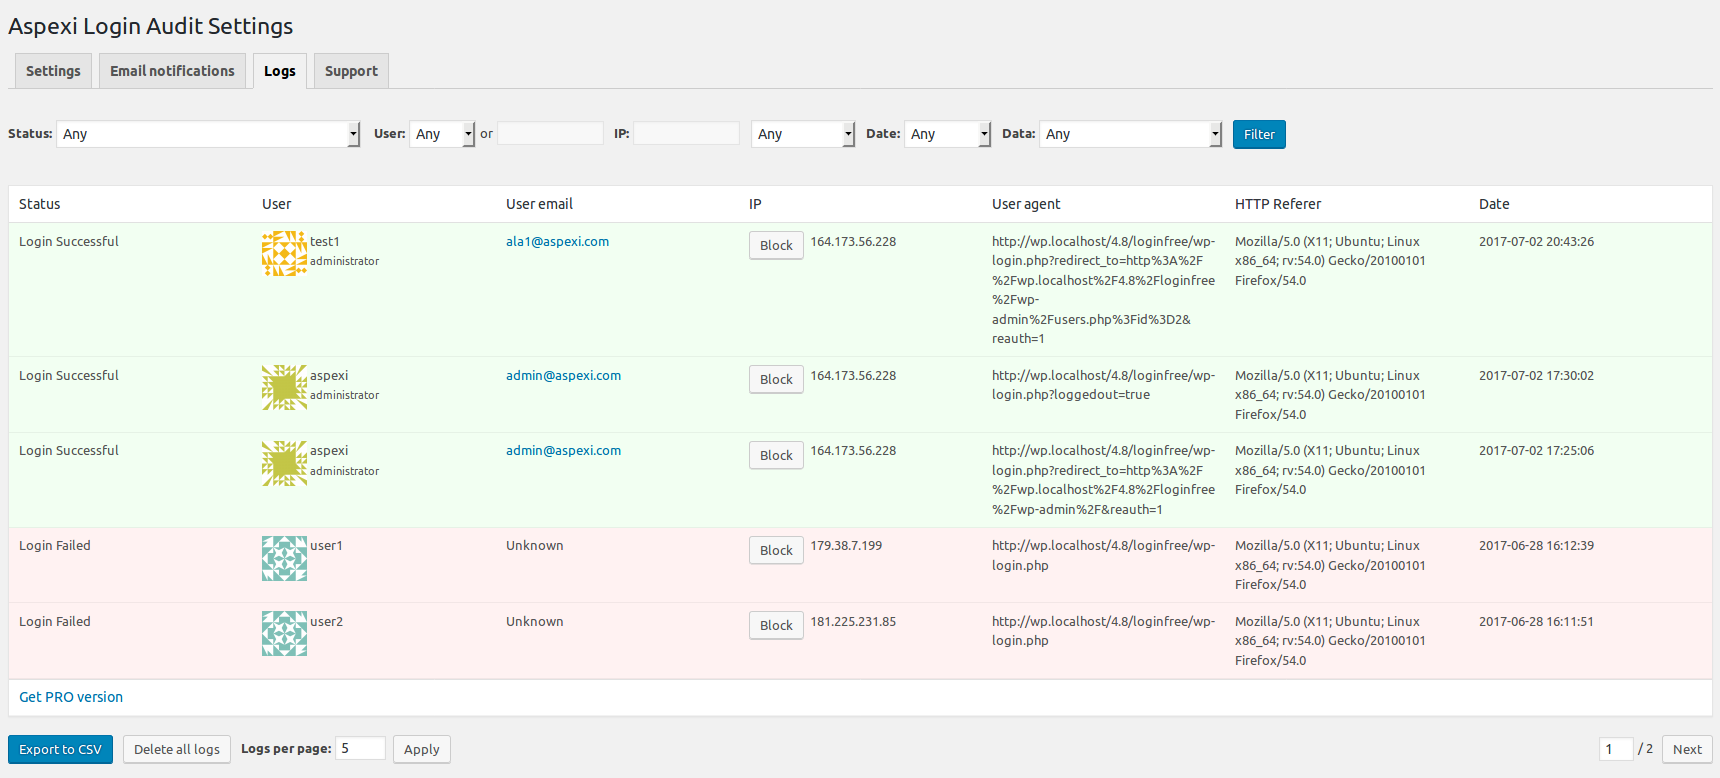 Aspexi Login Audit Settings
Settings Email notifications Logs Support
Status: Any User: Any or IP: Any Date: Any Data: Any Filter
Status User User email IP User agent HTTP Referer Date
Login Successful test1 ala1@aspexi.com Block 164.173.56.228 http://wp.localhost/4.8/loginfree/wp- Mozilla/5.0 (X11; Ubuntu; Linux 2017-07-02 20:43:26
administrator login.php?redirect_to=http%3A%2F x86_64; rv:54.0) Gecko/20100101
%2Fwp.localhost%2F4.8%2Floginfree Firefox/54.0
%2Fwp-
admin%2Fusers.php%3Fid%3D2&
reauth=1
Login Successful aspexi admin@aspexi.com Block 164.173.56.228 http://wp.localhost/4.8/loginfree/wp- Mozilla/5.0 (X11; Ubuntu; Linux 2017-07-02 17:30:02
administrator login.php?loggedout=true x86_64; rv:54.0) Gecko/20100101
Firefox/54.0
Login Successful aspexi admin@aspexi.com Block 164.173.56.228 http://wp.localhost/4.8/loginfree/wp- Mozilla/5.0 (X11; Ubuntu; Linux 2017-07-02 17:25:06
administrator login.php?redirect_to=http%3A%2F x86_64; rv:54.0) Gecko/20100101
%2Fwp.localhost%2F4.8%2Floginfree Firefox/54.0
%2Fwp-admin%2F&reauth=1
Login Failed user1 Unknown Block 179.38.7.199 http://wp.localhost/4.8/loginfree/wp- Mozilla/5.0 (X11; Ubuntu; Linux 2017-06-28 16:12:39
login.php x86_64; rv:54.0) Gecko/20100101
Firefox/54.0
Login Failed user2 Unknown Block 181.225.231.85 http://wp.localhost/4.8/loginfree/wp- Mozilla/5.0 (X11; Ubuntu; Linux 2017-06-28 16:11:51
login.php x86_64; rv:54.0) Gecko/20100101
Firefox/54.0
Get PRO version
Export to CSV Delete all logs Logs per page: 5 Apply 1 / 2 Next